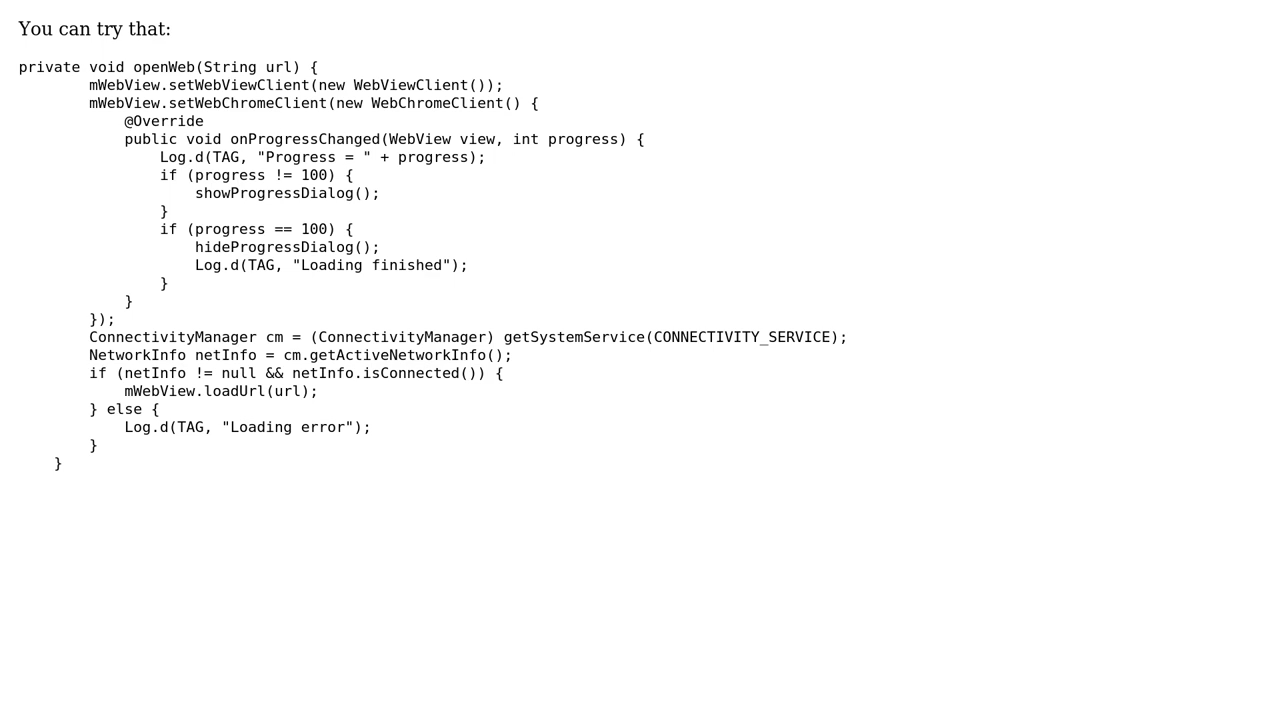 You can try that:
private void openWeb(String url) {
        mWebView.setWebViewClient(new WebViewClient());
        mWebView.setWebChromeClient(new WebChromeClient() {
            @Override
            public void onProgressChanged(WebView view, int progress) {
                Log.d(TAG, "Progress = " + progress);
                if (progress != 100) {
                    showProgressDialog();
                }
                if (progress == 100) {
                    hideProgressDialog();
                    Log.d(TAG, "Loading finished");
                }
            }
        });
        ConnectivityManager cm = (ConnectivityManager) getSystemService(CONNECTIVITY_SERVICE);
        NetworkInfo netInfo = cm.getActiveNetworkInfo();
        if (netInfo != null && netInfo.isConnected()) {
            mWebView.loadUrl(url);
        } else {
            Log.d(TAG, "Loading error");
        }
    }